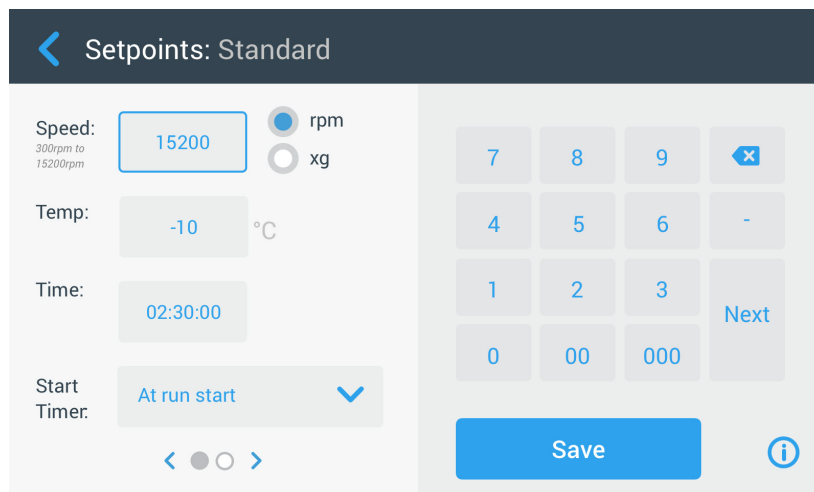 Setpoints: Standard
Speed:
300rpm to
15200rpm
15200
rpm
xg
Temp:
-10
°C
Time:
02:30:00
Start
Timer:
At run start
7 8 9
4 5 6 -
1 2 3
Next
0 00 000
Save